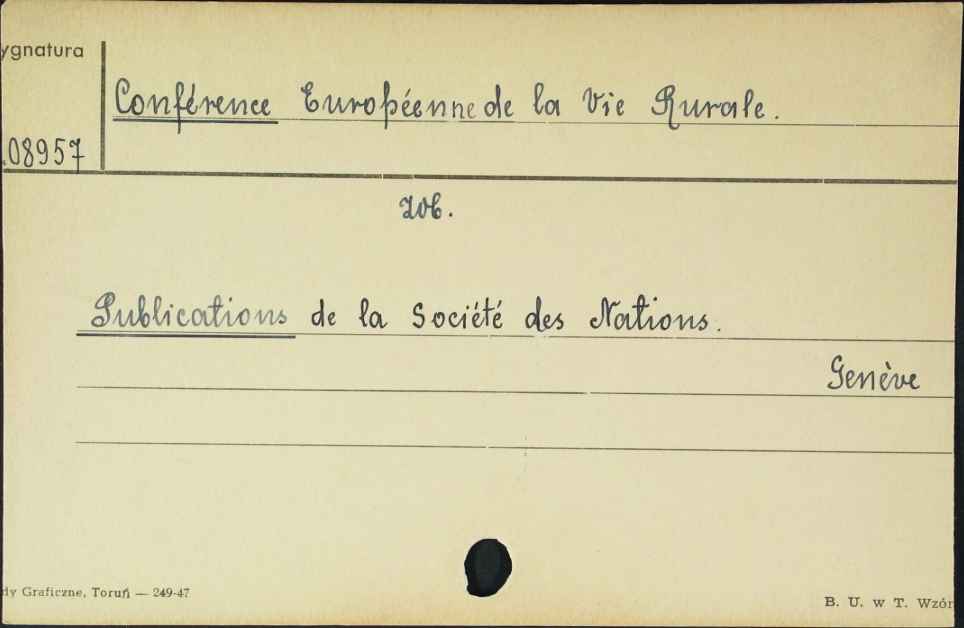 ygnatura
Conférence Européenne de la Vie Rurale.
08957
zob.
Publications de la Société des Nations.
Genève
dy Graficzne, Toruń — 249-47
B. U. w T. Wzór